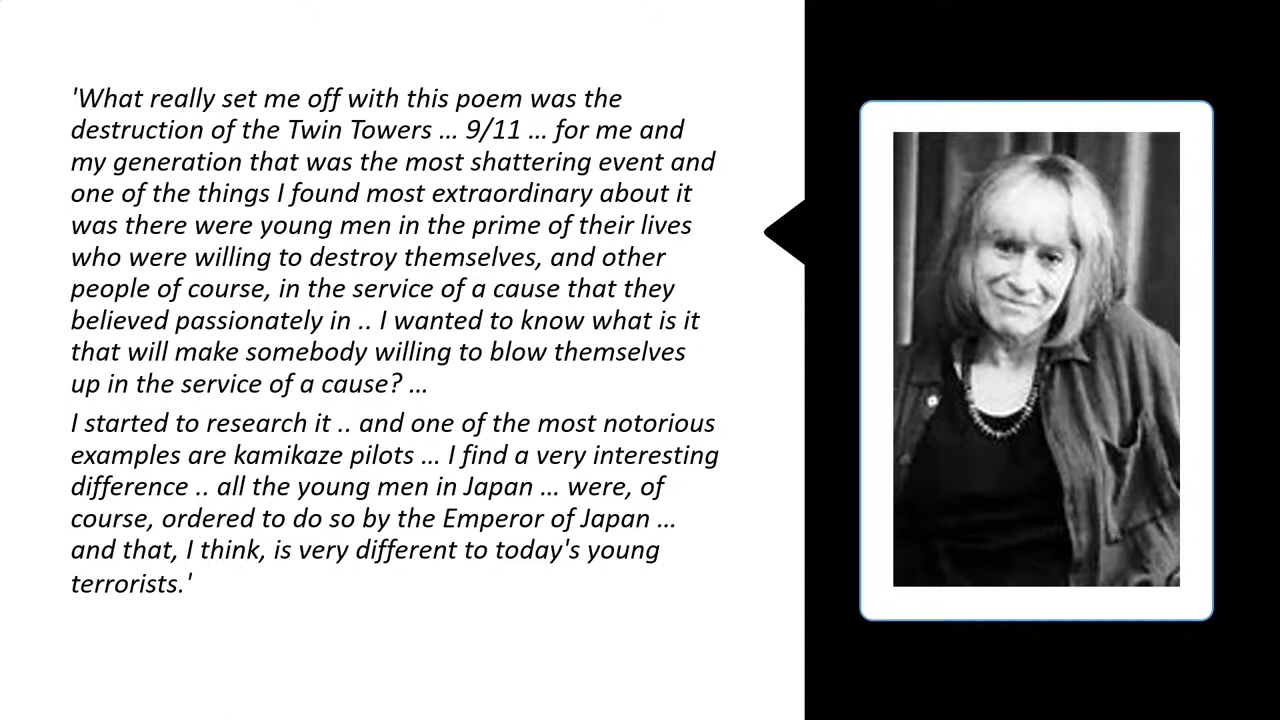 'What really set me off with this poem was the
destruction of the Twin Towers ... 9/11 ... for me and
my generation that was the most shattering event and
one of the things I found most extraordinary about it
was there were young men in the prime of their lives
who were willing to destroy themselves, and other
people of course, in the service of a cause that they
believed passionately in .. I wanted to know what is it
that will make somebody willing to blow themselves
up in the service of a cause? ...
I started to research it .. and one of the most notorious
examples are kamikaze pilots ... I find a very interesting
difference .. all the young men in Japan ... were, of
course, ordered to do so by the Emperor of Japan ...
and that, I think, is very different to today's young
terrorists.'